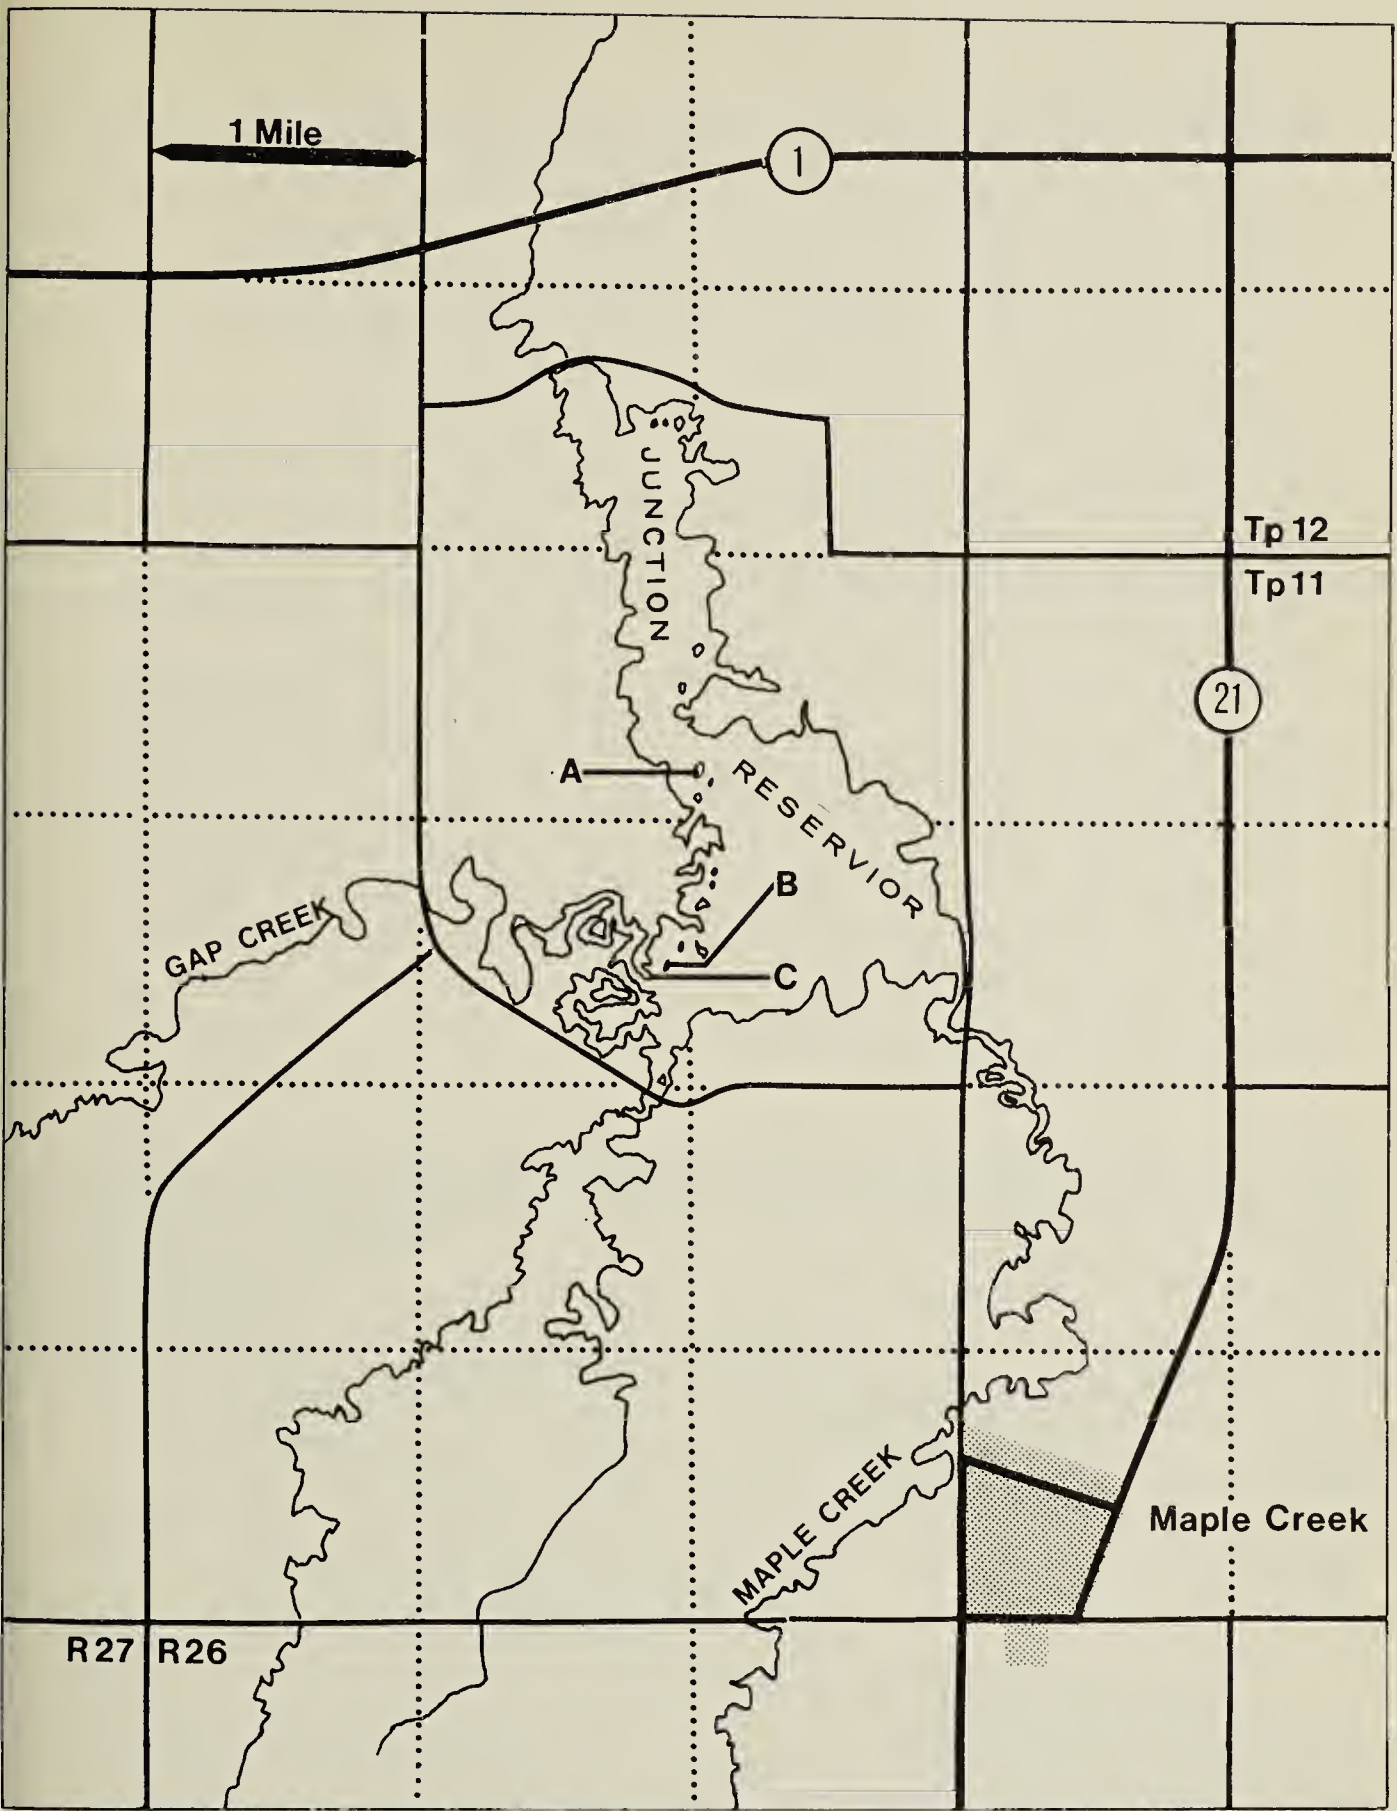 1 Mile
1
JUNCTION
Tp 12
Tp 11
21
A
RESERVIOR
B
GAP CREEK
C
MAPLE CREEK
Maple Creek
R27 R26